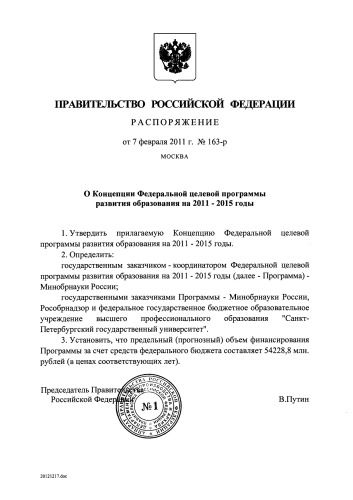 ПРАВИТЕЛЬСТВО РОССИЙСКОЙ ФЕДЕРАЦИИ
РАСПОРЯЖЕНИЕ
от 7 февраля 2011 г. № 163-р
МОСКВА
О Концепции Федеральной целевой программы
развития образования на 2011 - 2015 годы
1. Утвердить прилагаемую Концепцию Федеральной целевой
программы развития образования на 2011 - 2015 годы.
2. Определить:
государственным заказчиком - координатором Федеральной целевой
программы развития образования на 2011 - 2015 годы (далее - Программа) -
Минобрнауки России;
государственными заказчиками Программы - Минобрнауки России,
Рособрнадзор и федеральное государственное бюджетное образовательное
учреждение высшего профессионального образования "Санкт-
Петербургский государственный университет".
3. Установить, что предельный (прогнозный) объем финансирования
Программы за счет средств федерального бюджета составляет 54228,8 млн.
рублей (в ценах соответствующих лет).
Председатель Правительства
Российской Федерации
№1
В.Путин
20121217.doc